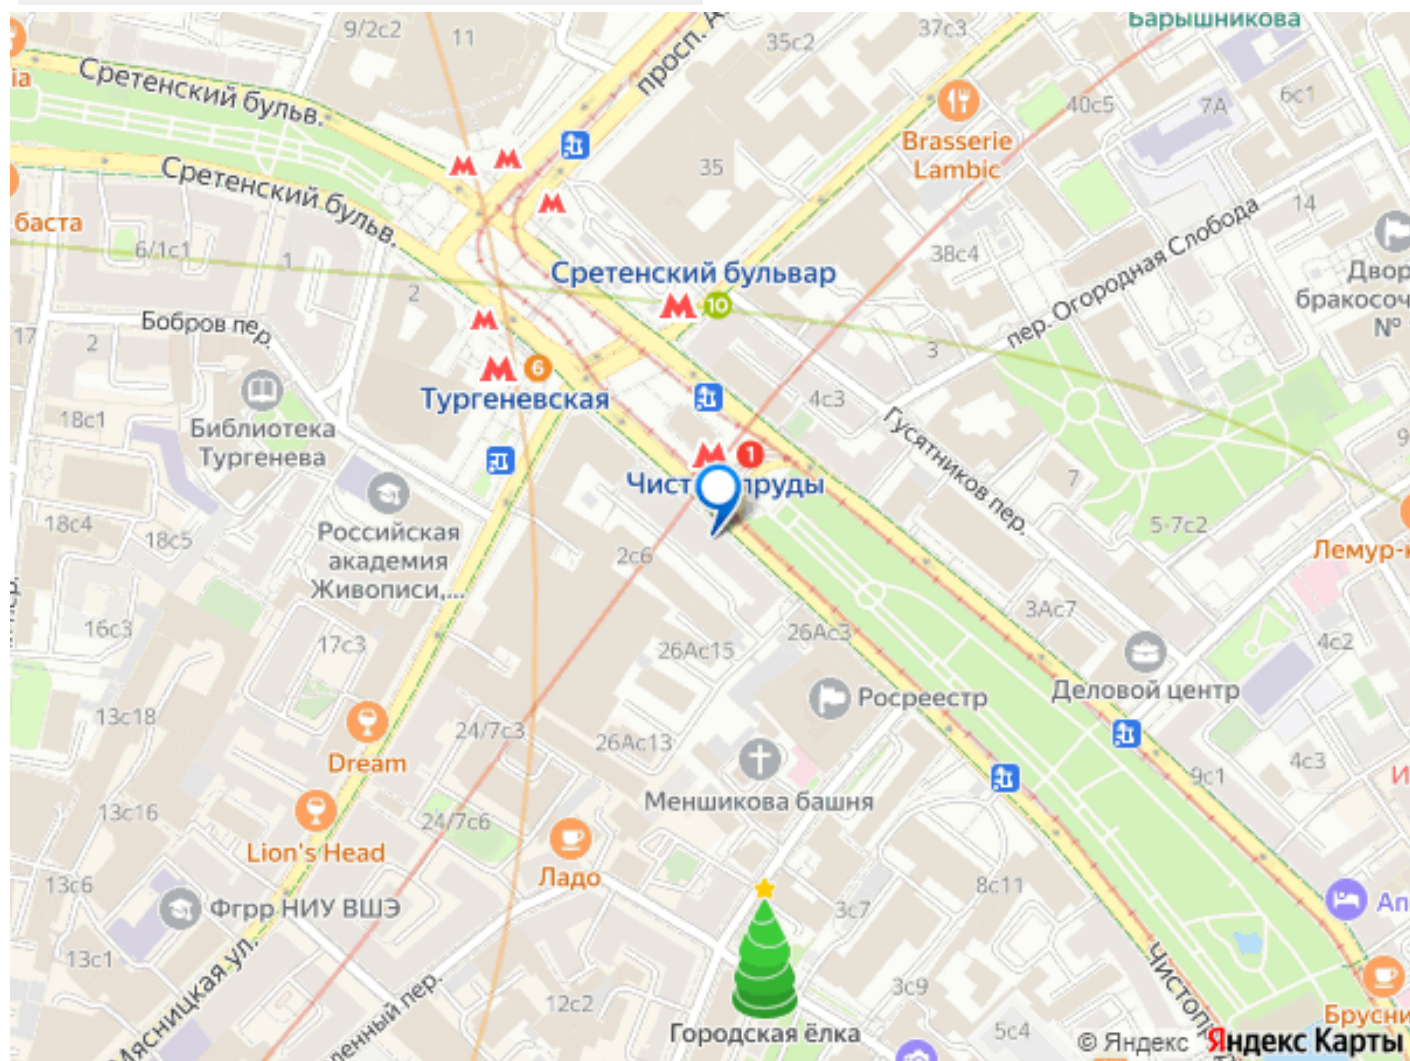 9/2с2
11
просп.
35с2
37с3
Барышникова
ia
Сретенский бульв.
40с5
7А
6с1
Brasserie
Lambic
35
Сретенский бульв.
14
баста
6/1с1
1
38с4
пер. Огородная Слобода
Двор
бракосоч
№
Сретенский бульвар
10
2
17
2
Бобров пер.
3
6
Тургеневская
4с3
18с1
Библиотека
Тургенева
Гусятников пер.
9
1
7
18с4
18с5
Российская
академия
Живописи,...
2с6
5-7с2
Лемур-к
3Ас7
16с3
17с3
26Ас15
26Ас3
4с2
Деловой центр
Росреестр
13с18
24/7с3
26Ас13
Dream
4с3
9с1
Меншикова башня
13с16
24/7с6
Lion's Head
Ладо
13с6
8с11
Фгрр НИУ ВШЭ
3с7
Ап
13с1
Мясницкая ул.
ленный пер.
12с2
3с9
Чистопр
Брусни
Городская ёлка
5с4
© Яндекс Яндекс Карты